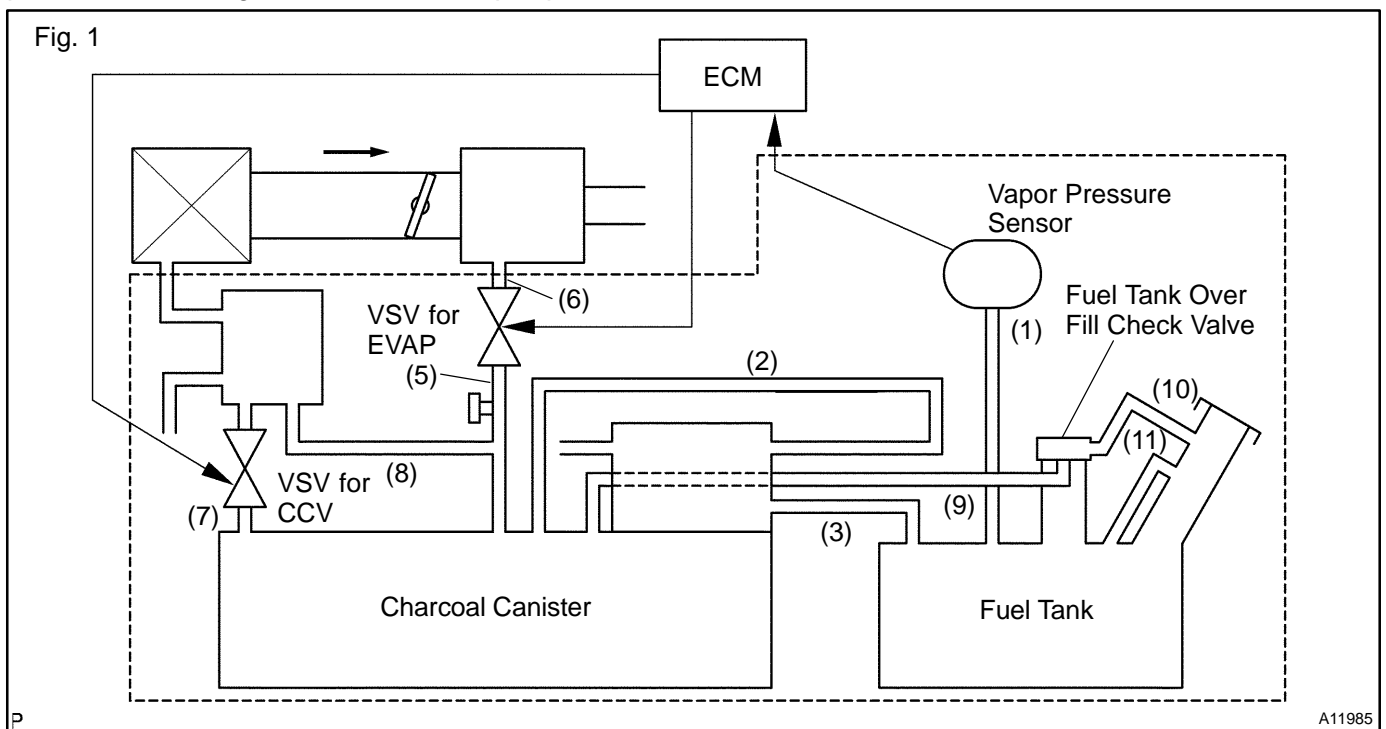 Fig. 1
ECM
Vapor Pressure
Sensor
Fuel Tank Over
Fill Check Valve
(1)
(6)
VSV for
EVAP
(5)
(2)
(10)
(11)
(8)
VSV for
CCV
(7)
(9)
(3)
Charcoal Canister
Fuel Tank
P
A11985